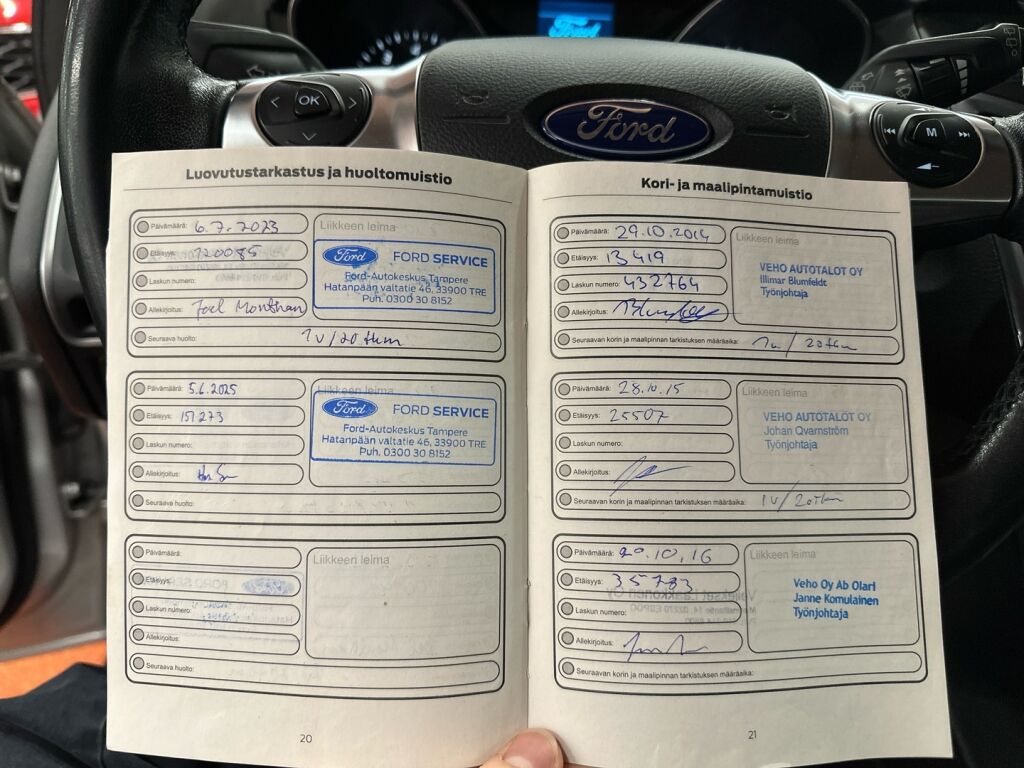 Ford
OK
Ford
M
Luovutustarkastus ja huoltomuistio
Päivämäärä: 6.7.2023
Etäisyys: 120085
Laskun numero:
Allekirjoitus:
Seuraava huolto: 1v/20 tkm
Liikkeen leima
Ford FORD SERVICE
Ford-Autokeskus Tampere
Hatanpään valtatie 46, 33900 TRE
Puh. 0300 30 8152
Päivämäärä: 5.6.2025
Etäisyys: 151273
Laskun numero:
Allekirjoitus:
Seuraava huolto:
Liikkeen leima
Ford FORD SERVICE
Ford-Autokeskus Tampere
Hatanpään valtatie 46, 33900 TRE
Puh. 0300 30 8152
Päivämäärä:
Etäisyys:
Laskun numero:
Allekirjoitus:
Seuraava huolto:
Liikkeen leima
20
Kori- ja maalipintamuistio
Päivämäärä: 29.10.2014
Etäisyys: 13419
Laskun numero: 432764
Allekirjoitus:
Seuraavan korin ja maalipinnan tarkistuksen määräaika: 1v/20tkm
Liikkeen leima
VEHO AUTOTALOT OY
Illimar Blumfeldt
Työnjohtaja
Päivämäärä: 28.10.15
Etäisyys: 25507
Laskun numero:
Allekirjoitus:
Seuraavan korin ja maalipinnan tarkistuksen määräaika: 1v/20tkm
Liikkeen leima
VEHO AUTOTALOT OY
Johan Qvarnström
Työnjohtaja
Päivämäärä: 20.10.16
Etäisyys: 35783
Laskun numero:
Allekirjoitus:
Seuraavan korin ja maalipinnan tarkistuksen määräaika:
Liikkeen leima
Veho Oy Ab Olari
Janne Komulainen
Työnjohtaja
21